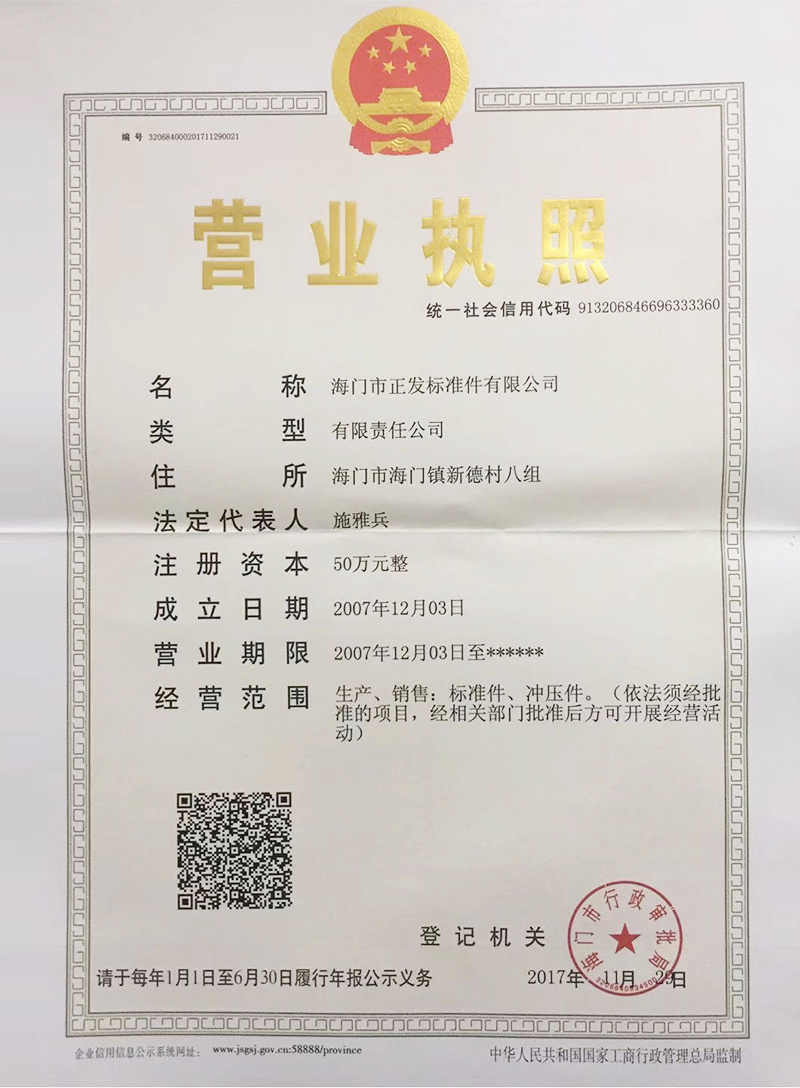 编号 320684000201711290021
营业执照
统一社会信用代码 913206846696333360
名称 海门市正发标准件有限公司
类型 有限责任公司
住所 海门市海门镇新德村八组
法定代表人 施雅兵
注册资本 50万元整
成立日期 2007年12月03日
营业期限 2007年12月03日至******
经营范围 生产、销售：标准件、冲压件。（依法须经批
准的项目，经相关部门批准后方可开展经营活
动）
登记机关
海门市行政审批局
请于每年1月1日至6月30日履行年报公示义务
2017年 11月 29日
企业信用信息公示系统网址： www.jsgsj.gov.cn:58888/province
中华人民共和国国家工商行政管理总局监制